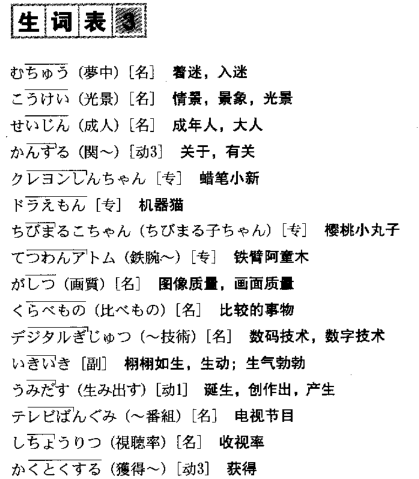 生词表3
むちゅう（夢中）［名］ 着迷，入迷
こうけい（光景）［名］ 情景，景象，光景
せいじん（成人）［名］ 成年人，大人
かんする（関～）［动3］ 关于，有关
クレヨンしんちゃん［专］ 蜡笔小新
ドラえもん［专］ 机器猫
ちびまるこちゃん（ちびまる子ちゃん）［专］ 樱桃小丸子
てつわんアトム（鉄腕～）［专］ 铁臂阿童木
がしつ（画質）［名］ 图像质量，画面质量
くらべもの（比べもの）［名］ 比较的事物
デジタルぎじゅつ（～技術）［名］ 数码技术，数字技术
いきいき［副］ 栩栩如生，生动；生气勃勃
うみだす（生み出す）［动1］ 诞生，创作出，产生
テレビばんぐみ（～番組）［名］ 电视节目
しちょうりつ（視聴率）［名］ 收视率
かくとくする（獲得～）［动3］ 获得